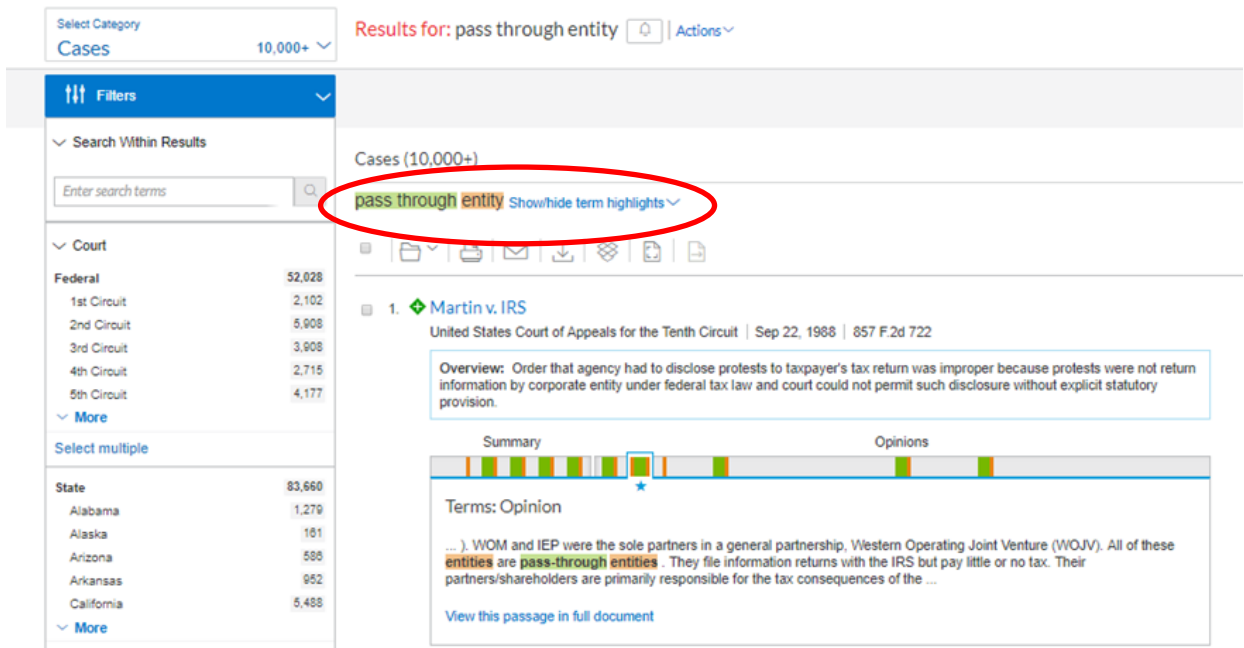 Select Category
Cases 10,000+
Results for: pass through entity Actions
Filters
Search Within Results
Enter search terms
Court
Federal 52,028
1st Circuit 2,102
2nd Circuit 5,908
3rd Circuit 3,908
4th Circuit 2,715
5th Circuit 4,177
More
Select multiple
State 83,660
Alabama 1,279
Alaska 161
Arizona 586
Arkansas 952
California 5,488
More
Cases (10,000+)
pass through entity Show/hide term highlights
1. Martin v. IRS
United States Court of Appeals for the Tenth Circuit | Sep 22, 1988 | 857 F.2d 722
Overview: Order that agency had to disclose protests to taxpayer's tax return was improper because protests were not return
information by corporate entity under federal tax law and court could not permit such disclosure without explicit statutory
provision.
Summary Opinions
Terms: Opinion
... ). WOM and IEP were the sole partners in a general partnership, Western Operating Joint Venture (WOJV). All of these
entities are pass-through entities . They file information returns with the IRS but pay little or no tax. Their
partners/shareholders are primarily responsible for the tax consequences of the ...
View this passage in full document